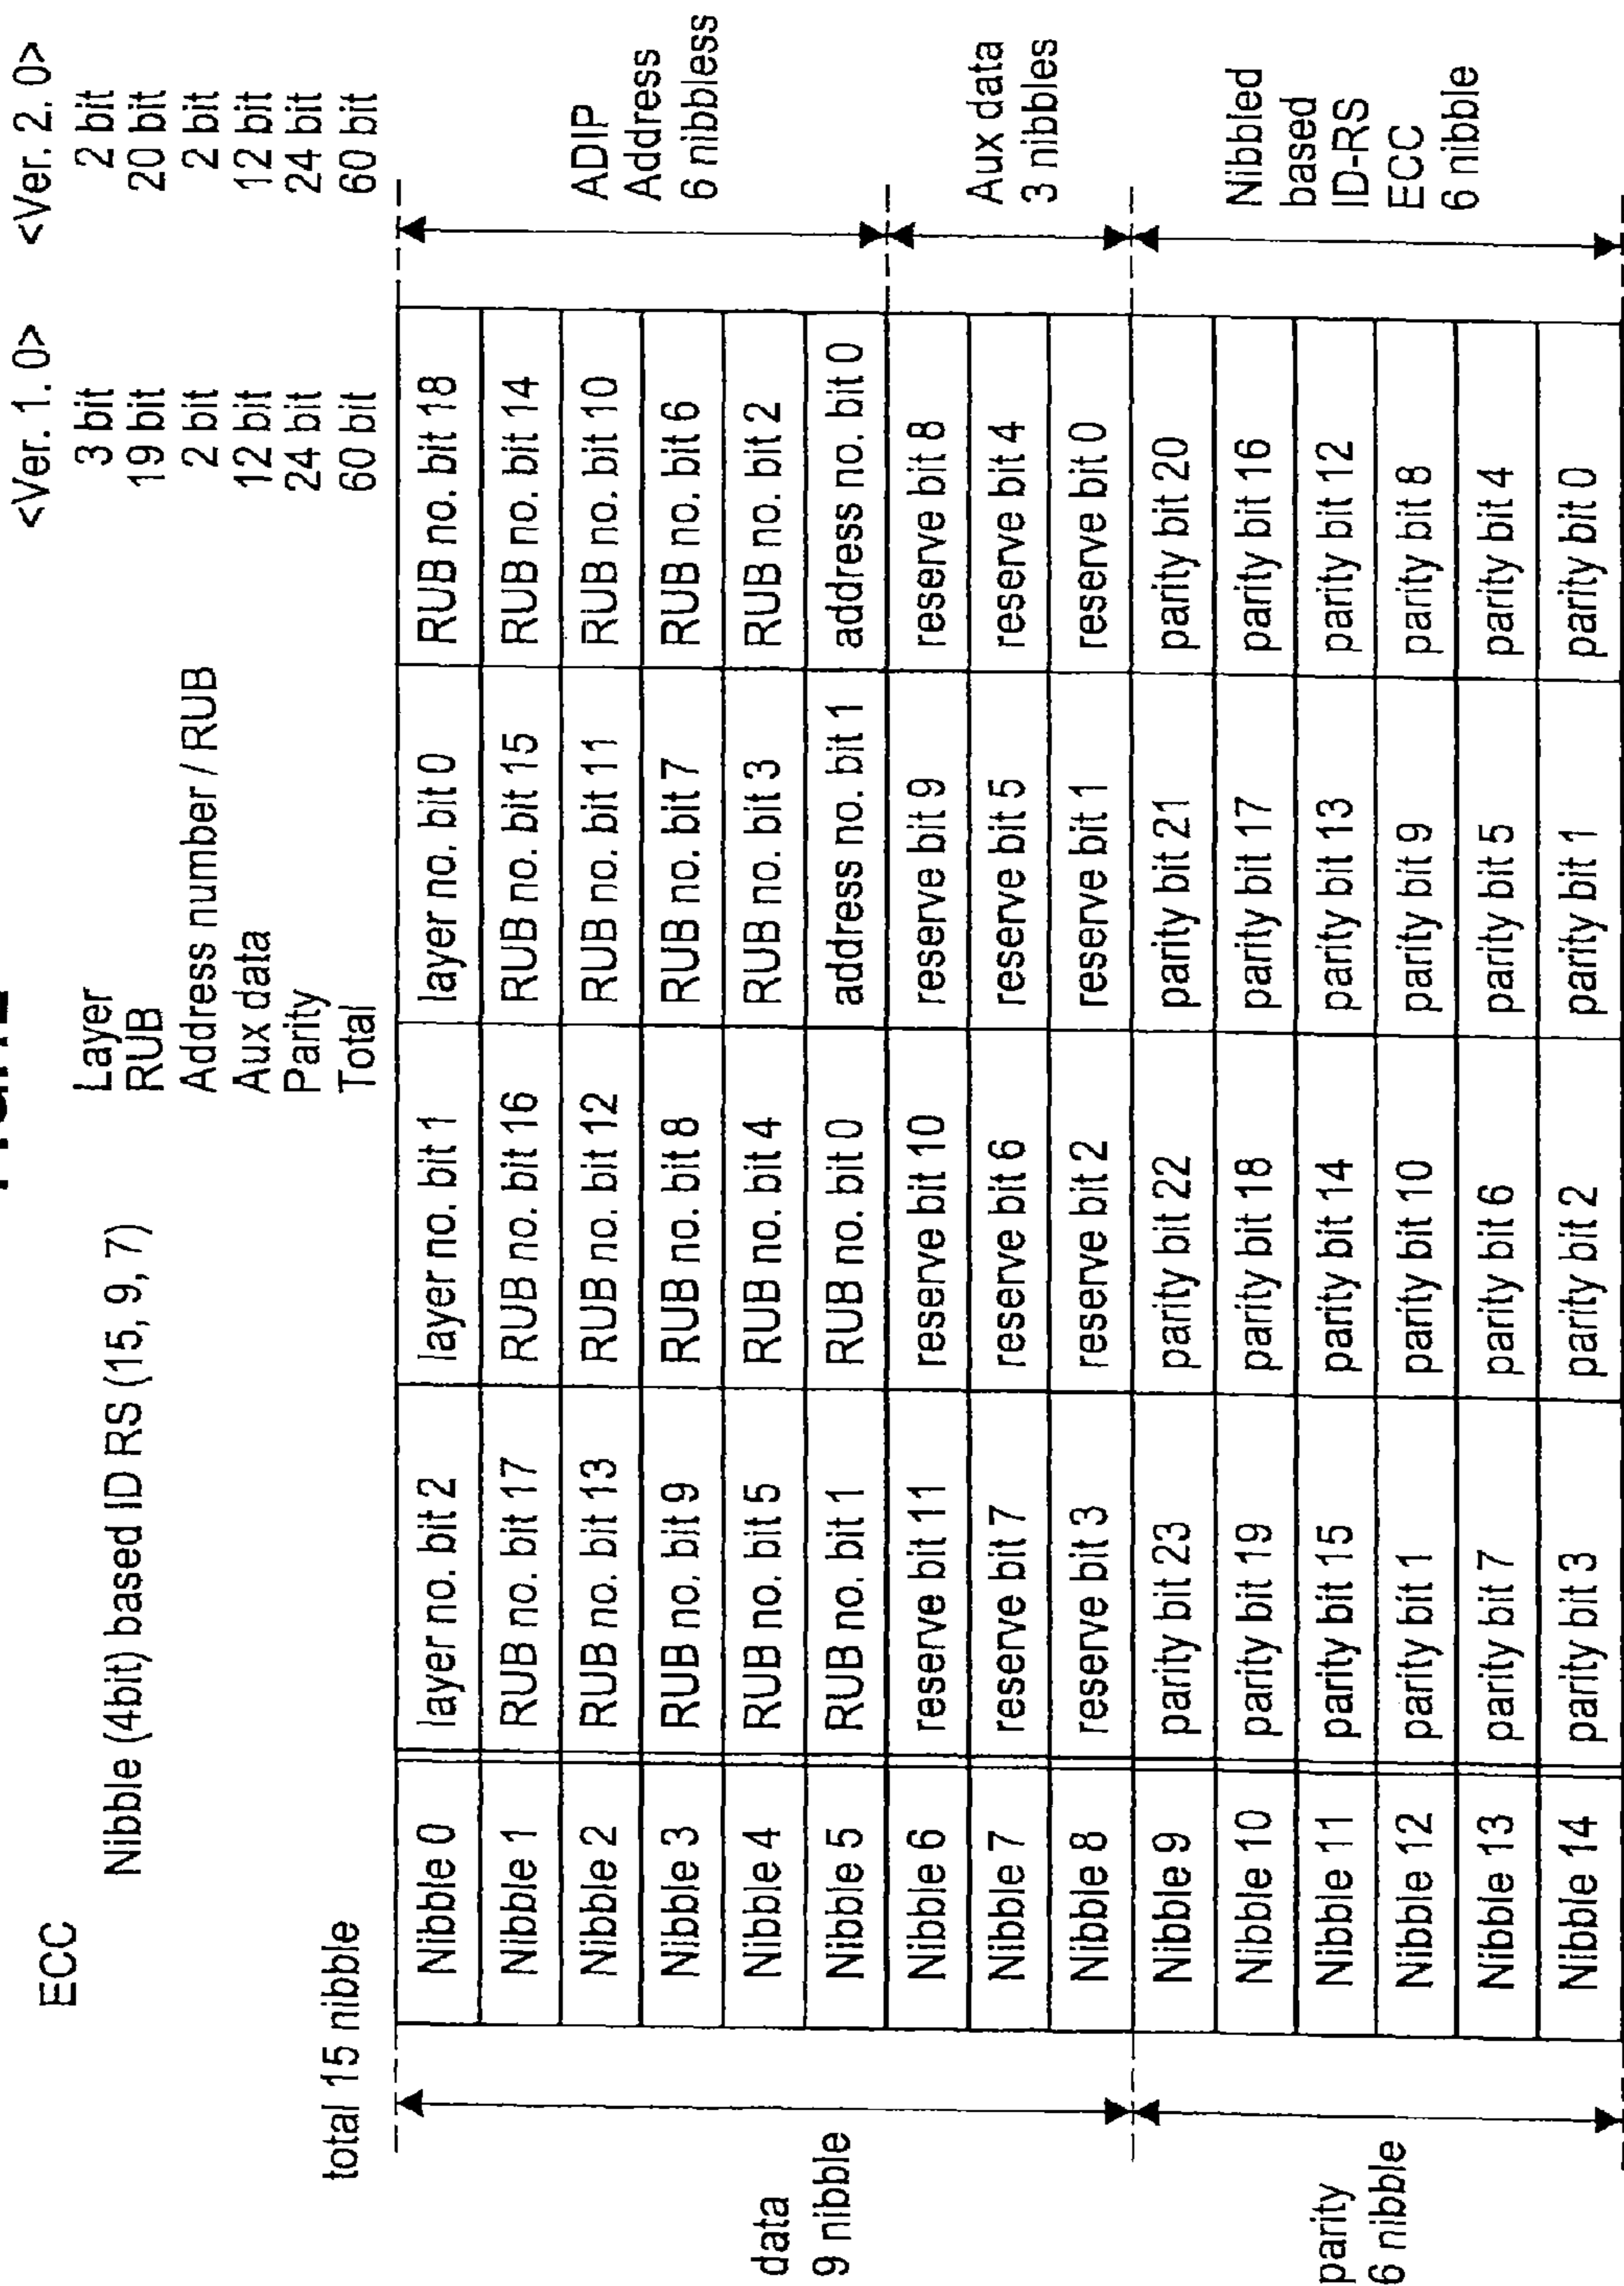 ECC
Nibble (4bit) based ID RS (15, 9, 7)
<Ver. 1. 0> <Ver. 2. 0>
Layer 3 bit 2 bit
RUB 19 bit 20 bit
Address number / RUB 2 bit 2 bit
Aux data 12 bit 12 bit
Parity 24 bit 24 bit
Total 60 bit 60 bit
total 15 nibble
Nibble 0 layer no. bit 2 layer no. bit 1 layer no. bit 0 RUB no. bit 18
Nibble 1 RUB no. bit 17 RUB no. bit 16 RUB no. bit 15 RUB no. bit 14
Nibble 2 RUB no. bit 13 RUB no. bit 12 RUB no. bit 11 RUB no. bit 10
Nibble 3 RUB no. bit 9 RUB no. bit 8 RUB no. bit 7 RUB no. bit 6
Nibble 4 RUB no. bit 5 RUB no. bit 4 RUB no. bit 3 RUB no. bit 2
Nibble 5 RUB no. bit 1 RUB no. bit 0 address no. bit 1 address no. bit 0
Nibble 6 reserve bit 11 reserve bit 10 reserve bit 9 reserve bit 8
Nibble 7 reserve bit 7 reserve bit 6 reserve bit 5 reserve bit 4
Nibble 8 reserve bit 3 reserve bit 2 reserve bit 1 reserve bit 0
Nibble 9 parity bit 23 parity bit 22 parity bit 21 parity bit 20
Nibble 10 parity bit 19 parity bit 18 parity bit 17 parity bit 16
Nibble 11 parity bit 15 parity bit 14 parity bit 13 parity bit 12
Nibble 12 parity bit 1 parity bit 10 parity bit 9 parity bit 8
Nibble 13 parity bit 7 parity bit 6 parity bit 5 parity bit 4
Nibble 14 parity bit 3 parity bit 2 parity bit 1 parity bit 0
data
9 nibble
parity
6 nibble
ADIP
Address
6 nibbless
Aux data
3 nibbles
Nibbled
based
ID-RS
ECC
6 nibble